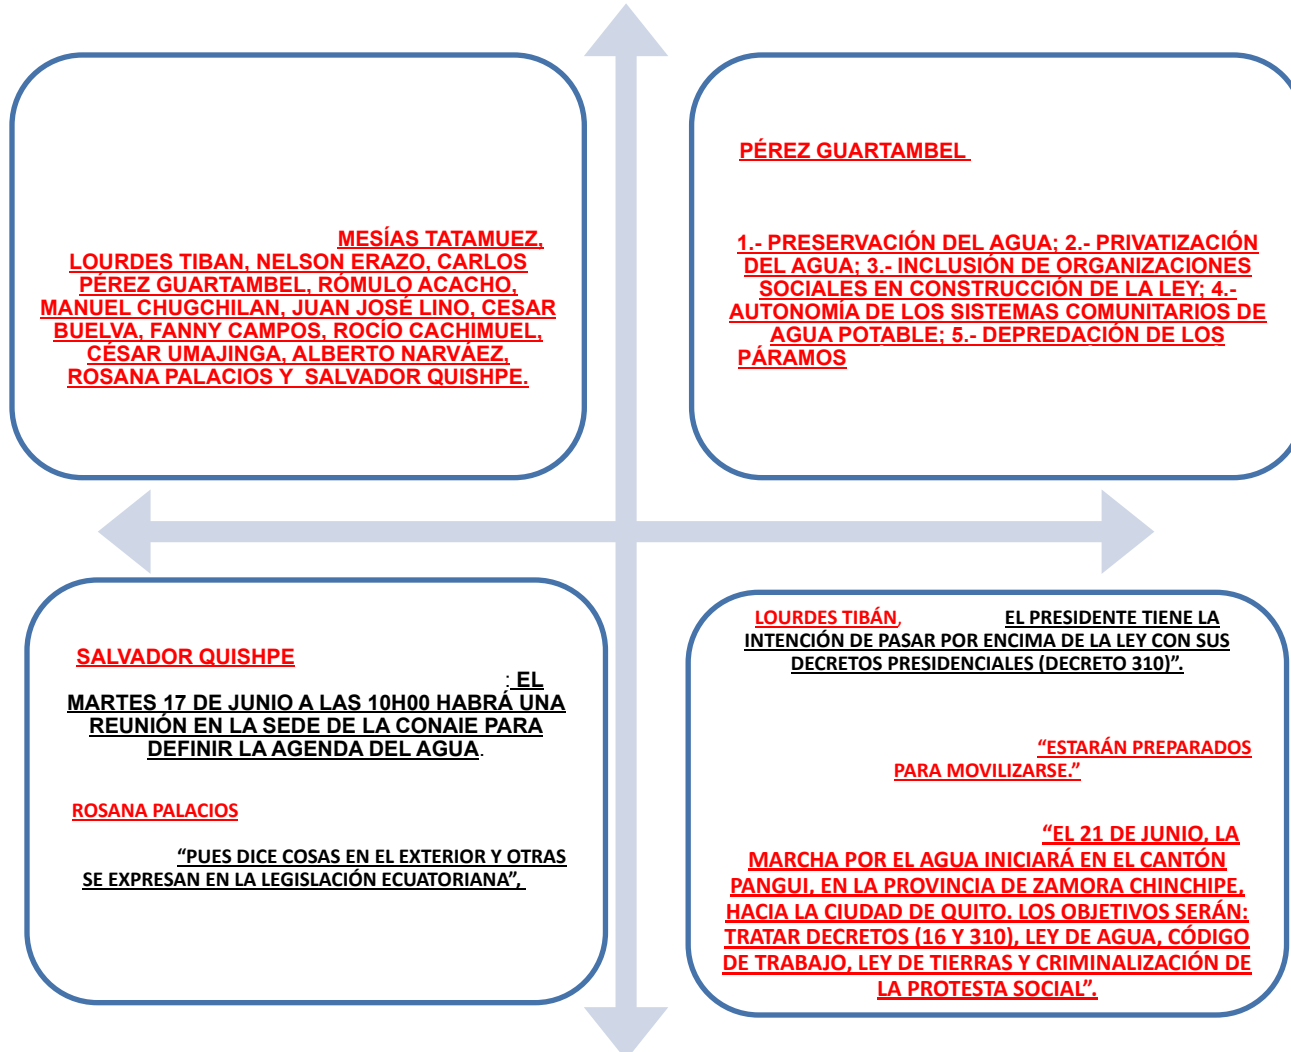 MESÍAS TATAMUEZ,
LOURDES TIBAN, NELSON ERAZO, CARLOS
PÉREZ GUARTAMBEL, RÓMULO ACACHO,
MANUEL CHUGCHILAN, JUAN JOSÉ LINO, CESAR
BUELVA, FANNY CAMPOS, ROCÍO CACHIMUEL,
CÉSAR UMAJINGA, ALBERTO NARVÁEZ,
ROSANA PALACIOS Y SALVADOR QUISHPE.
PÉREZ GUARTAMBEL
1.- PRESERVACIÓN DEL AGUA; 2.- PRIVATIZACIÓN
DEL AGUA; 3.- INCLUSIÓN DE ORGANIZACIONES
SOCIALES EN CONSTRUCCIÓN DE LA LEY; 4.-
AUTONOMÍA DE LOS SISTEMAS COMUNITARIOS DE
AGUA POTABLE; 5.- DEPREDACIÓN DE LOS
PÁRAMOS
SALVADOR QUISHPE
: EL
MARTES 17 DE JUNIO A LAS 10H00 HABRÁ UNA
REUNIÓN EN LA SEDE DE LA CONAIE PARA
DEFINIR LA AGENDA DEL AGUA.
ROSANA PALACIOS
“PUES DICE COSAS EN EL EXTERIOR Y OTRAS
SE EXPRESAN EN LA LEGISLACIÓN ECUATORIANA”,
LOURDES TIBÁN, EL PRESIDENTE TIENE LA
INTENCIÓN DE PASAR POR ENCIMA DE LA LEY CON SUS
DECRETOS PRESIDENCIALES (DECRETO 310)”.
“ESTARÁN PREPARADOS
PARA MOVILIZARSE.”
“EL 21 DE JUNIO, LA
MARCHA POR EL AGUA INICIARÁ EN EL CANTÓN
PANGUI, EN LA PROVINCIA DE ZAMORA CHINCHIPE,
HACIA LA CIUDAD DE QUITO. LOS OBJETIVOS SERÁN:
TRATAR DECRETOS (16 Y 310), LEY DE AGUA, CÓDIGO
DE TRABAJO, LEY DE TIERRAS Y CRIMINALIZACIÓN DE
LA PROTESTA SOCIAL”.